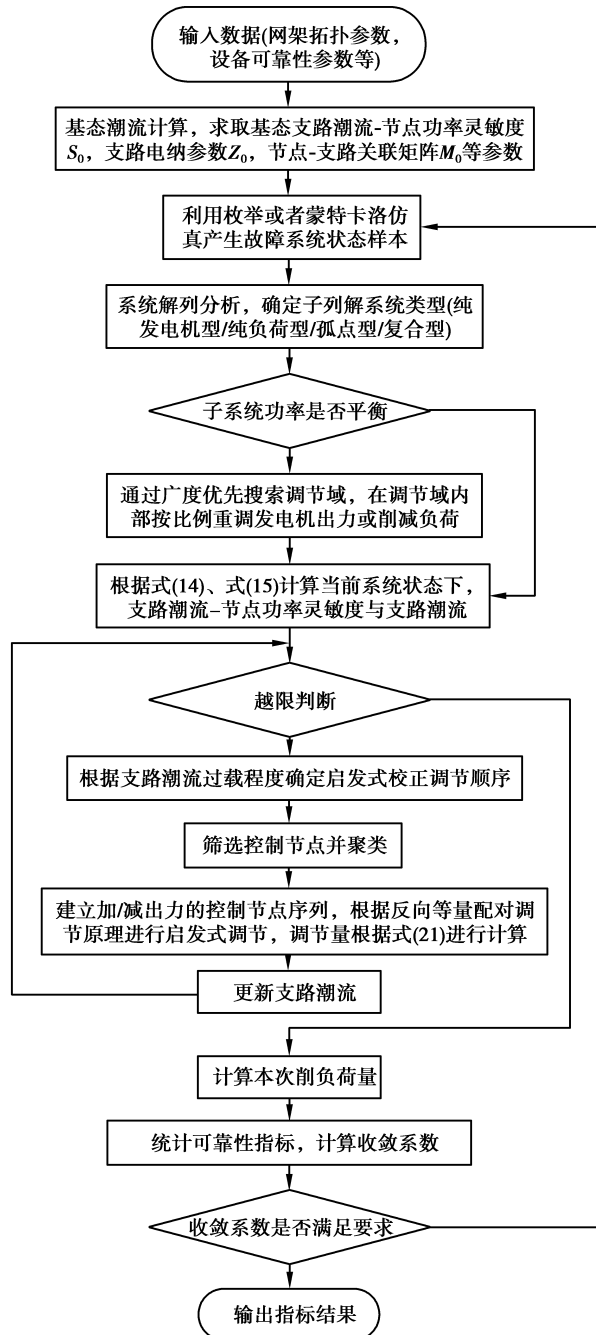 输入数据(网架拓扑参数，
设备可靠性参数等)
基态潮流计算，求取基态支路潮流-节点功率灵敏度
S₀，支路电纳参数Z₀，节点-支路关联矩阵M₀等参数
利用枚举或者蒙特卡洛仿
真产生故障系统状态样本
系统解列分析，确定子列解系统类型(纯
发电机型/纯负荷型/孤点型/复合型)
子系统功率是否平衡
通过广度优先搜索调节域，在调节域内
部按比例重调发电机出力或削减负荷
根据式(14)、式(15)计算当前系统状态下，
支路潮流-节点功率灵敏度与支路潮流
越限判断
根据支路潮流过载程度确定启发式校正调节顺序
筛选控制节点并聚类
建立加/减出力的控制节点序列，根据反向等量配对调
节原理进行启发式调节，调节量根据式(21)进行计算
更新支路潮流
计算本次削负荷量
统计可靠性指标，计算收敛系数
收敛系数是否满足要求
输出指标结果